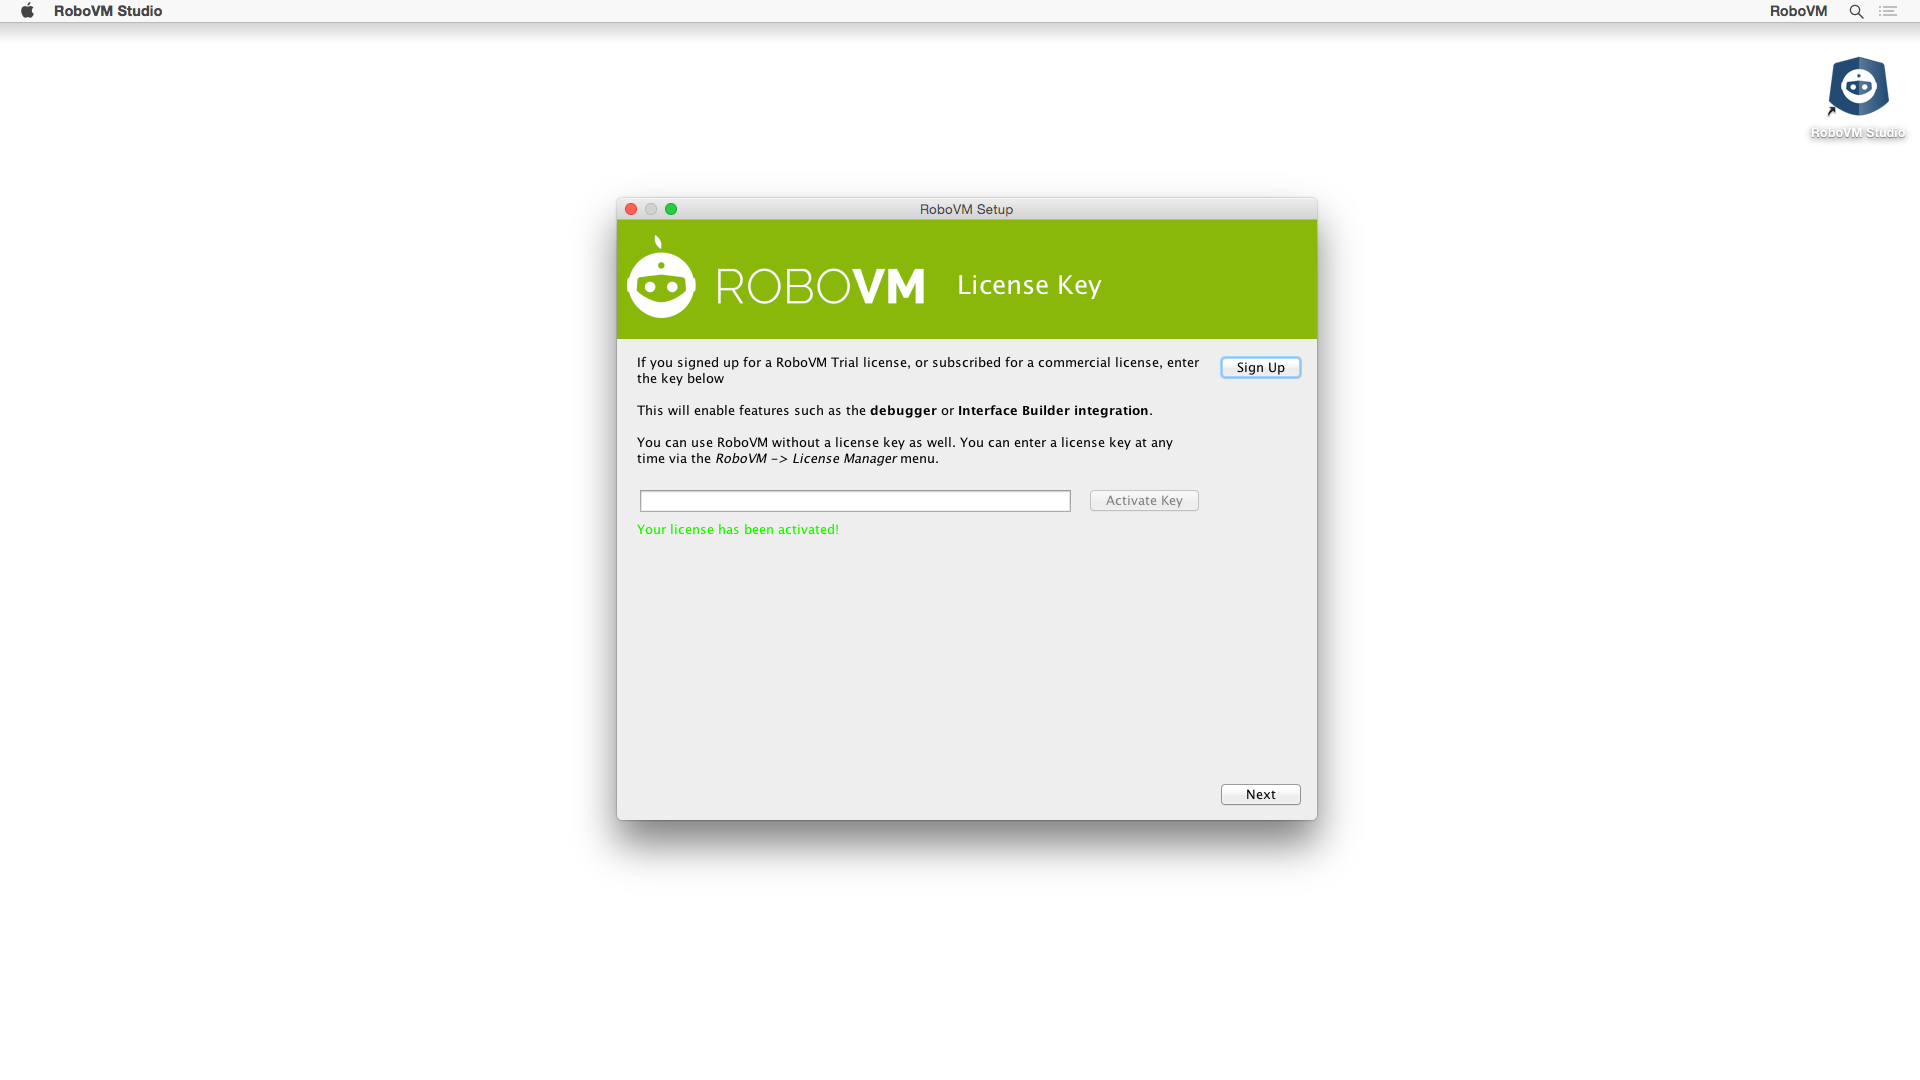 RoboVM Studio
RoboVM
RoboVM Studio
RoboVM Setup
ROBOVM License Key
If you signed up for a RoboVM Trial license, or subscribed for a commercial license, enter
the key below
Sign Up
This will enable features such as the debugger or Interface Builder integration.
You can use RoboVM without a license key as well. You can enter a license key at any
time via the RoboVM -> License Manager menu.
Activate Key
Your license has been activated!
Next